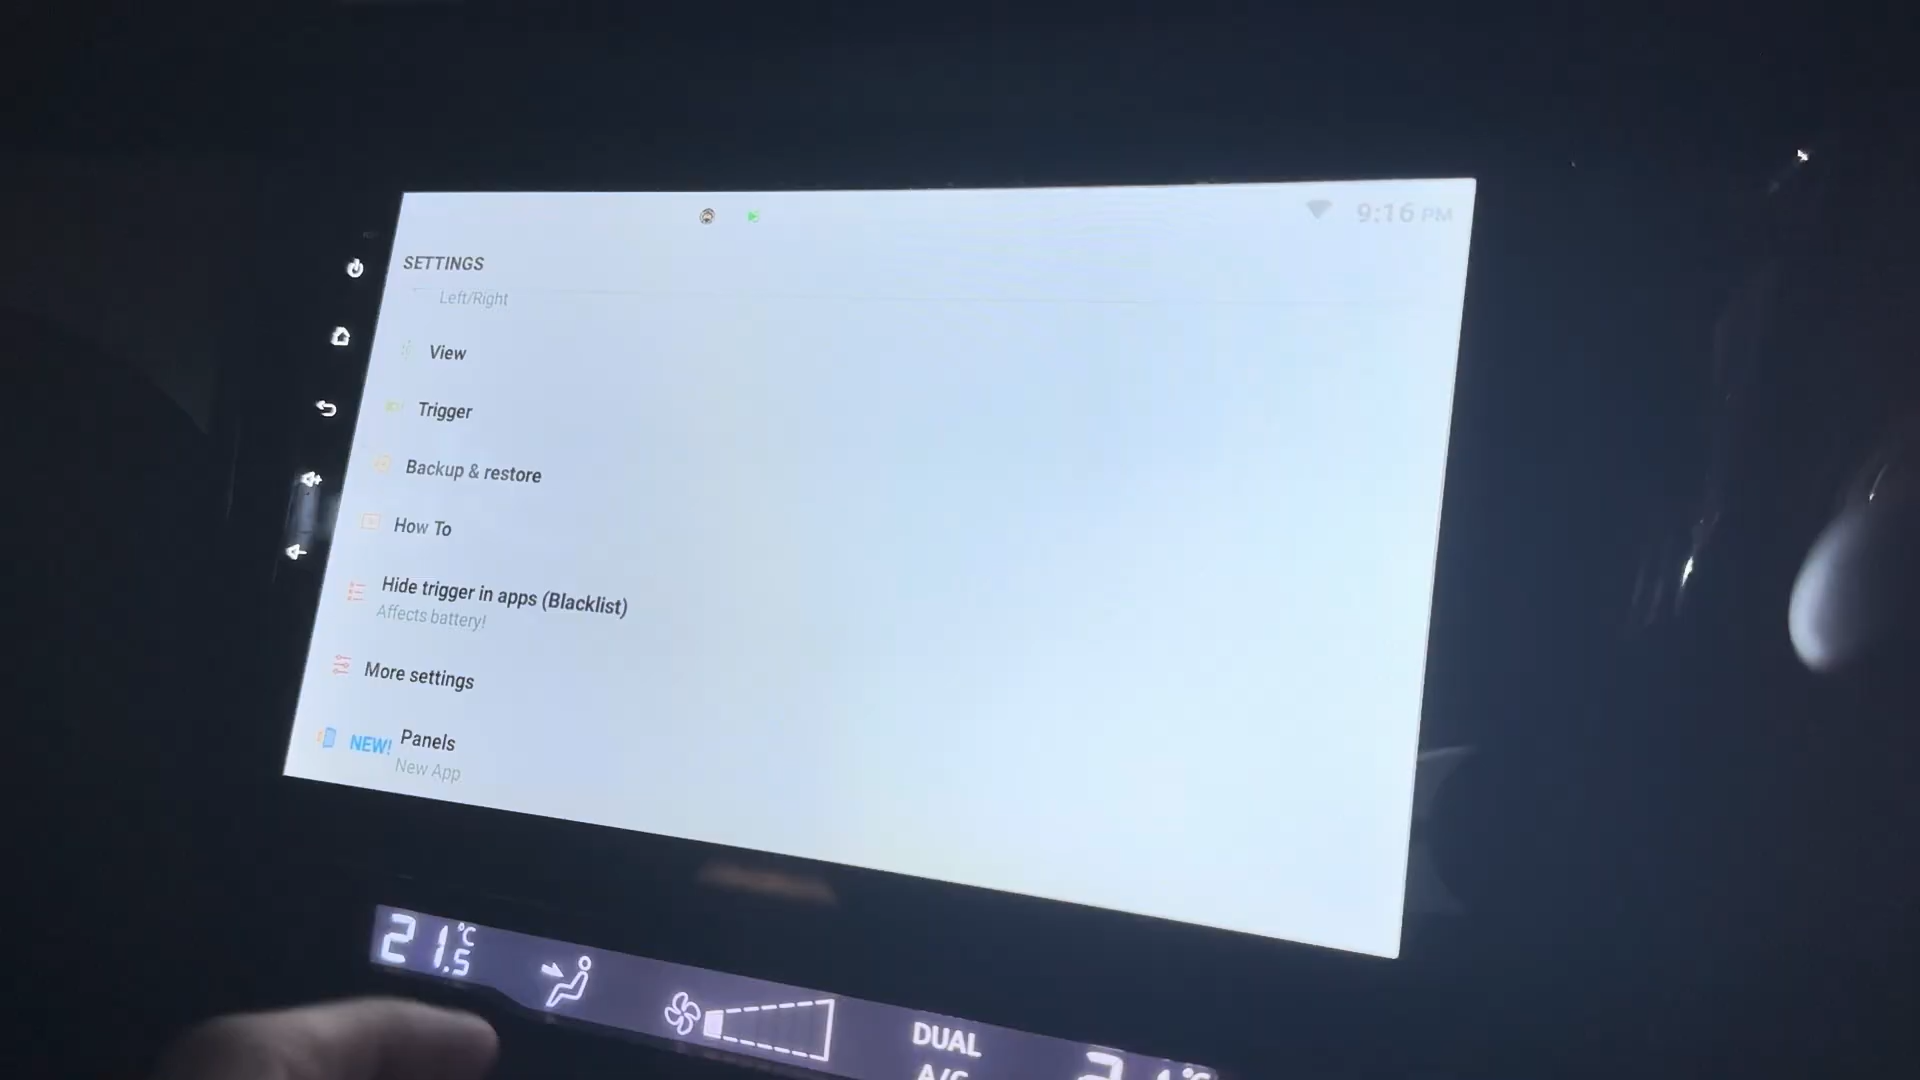 9:16 PM
SETTINGS
Left/Right
View
Trigger
Backup & restore
How To
Hide trigger in apps (Blacklist)
Affects battery!
More settings
NEW! Panels
New App
21.5 °C
DUAL
A/C